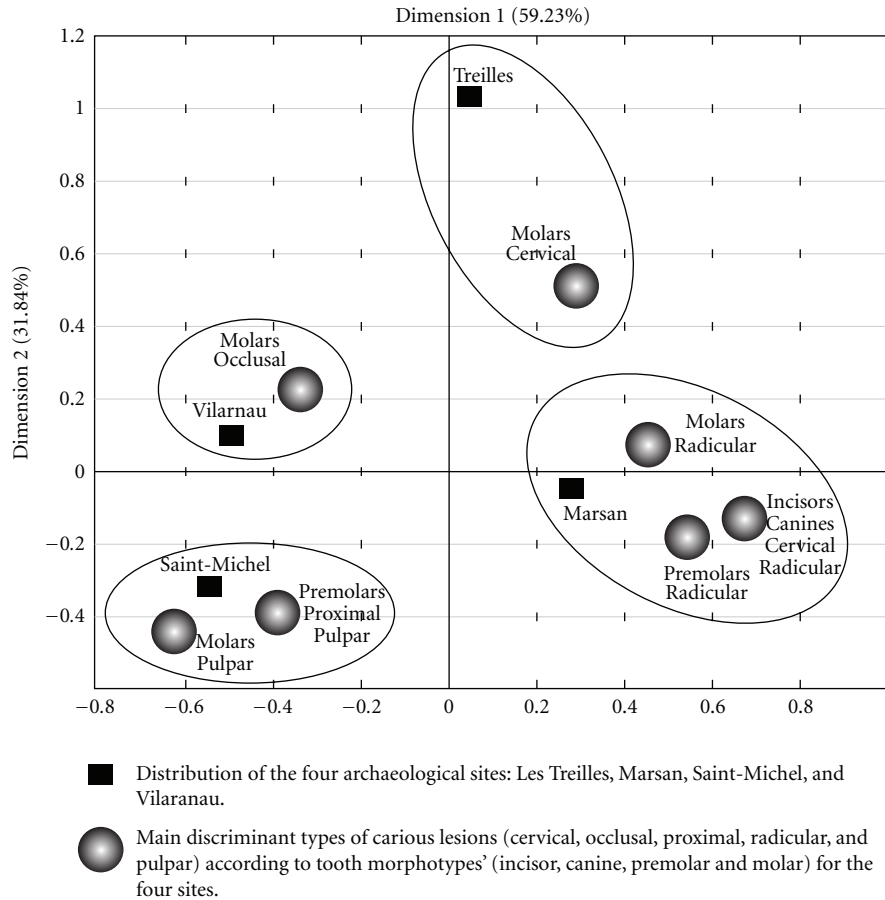 Dimension 1 (59.23%)
1.2
1
0.8
0.6
0.4
0.2
0
−0.2
−0.4
Dimension 2 (31.84%)
Treilles
Molars
Cervical
Molars
Occlusal
Vilarnau
Molars
Radicular
Marsan
Incisors
Canines
Cervical
Radicular
Premolars
Radicular
Saint-Michel
Premolars
Proximal
Pulpar
Molars
Pulpar
−0.8 −0.6 −0.4 −0.2 0 0.2 0.4 0.6 0.8
Distribution of the four archaeological sites: Les Treilles, Marsan, Saint-Michel, and
Vilaranau.
Main discriminant types of carious lesions (cervical, occlusal, proximal, radicular, and
pulpar) according to tooth morphotypes’ (incisor, canine, premolar and molar) for the
four sites.